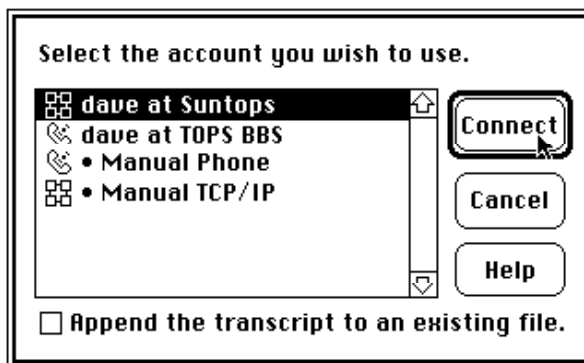 Select the account you wish to use.
dave at Suntops
dave at TOPS BBS
• Manual Phone
• Manual TCP/IP
Connect
Cancel
Help
Append the transcript to an existing file.